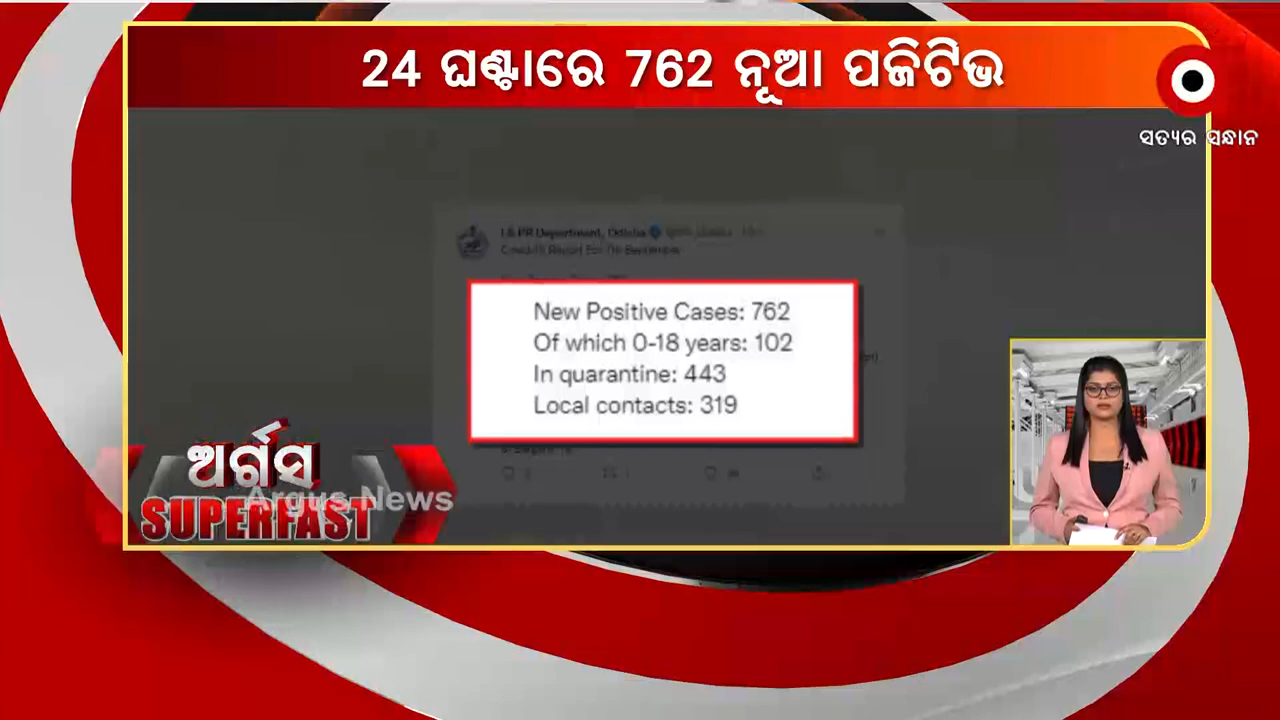 24 ଘଣ୍ଟାରେ 762 ନୂଆ ପଜିଟିଭ
ସତ୍ୟର ସନ୍ଧାନ
I & PR Department, Odisha
New Positive Cases: 762
Of which 0-18 years: 102
In quarantine: 443
Local contacts: 319
ଅର୍ଗସ
Argus News
SUPERFAST